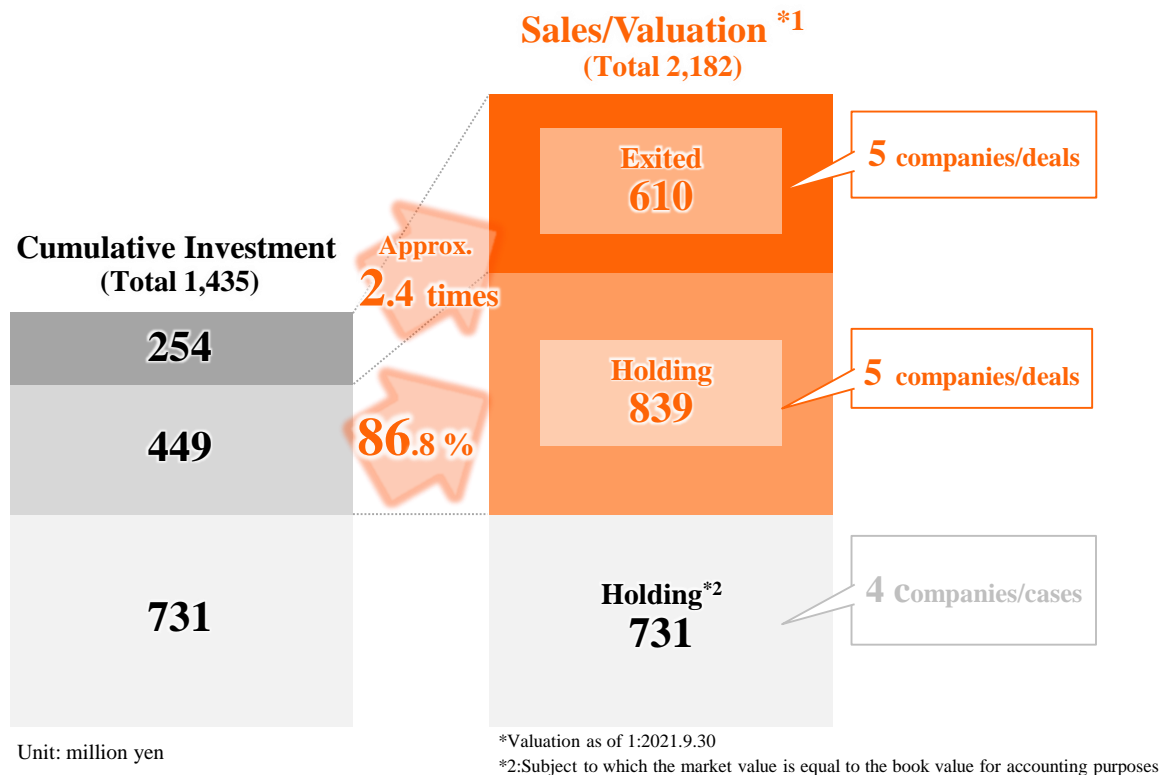 Sales/Valuation *1
(Total 2,182)
Exited
610
5 companies/deals
Cumulative Investment
(Total 1,435)
Approx.
2.4 times
254
Holding
839
5 companies/deals
449
86.8 %
731
Holding*2
731
4 Companies/cases
Unit: million yen
*Valuation as of 1:2021.9.30
*2:Subject to which the market value is equal to the book value for accounting purposes